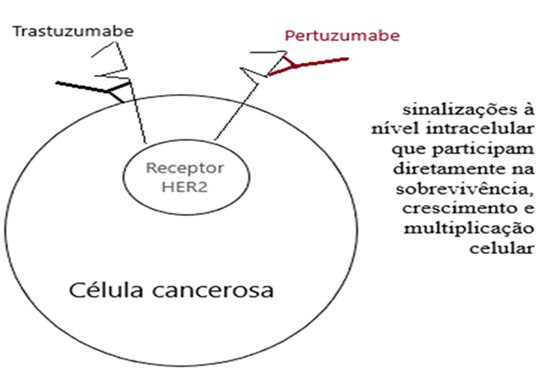 Trastuzumabe
Pertuzumabe
sinalizações à
nível intracelular
que participam
diretamente na
sobrevivência,
crescimento e
multiplicação
celular
Receptor
HER2
Célula cancerosa